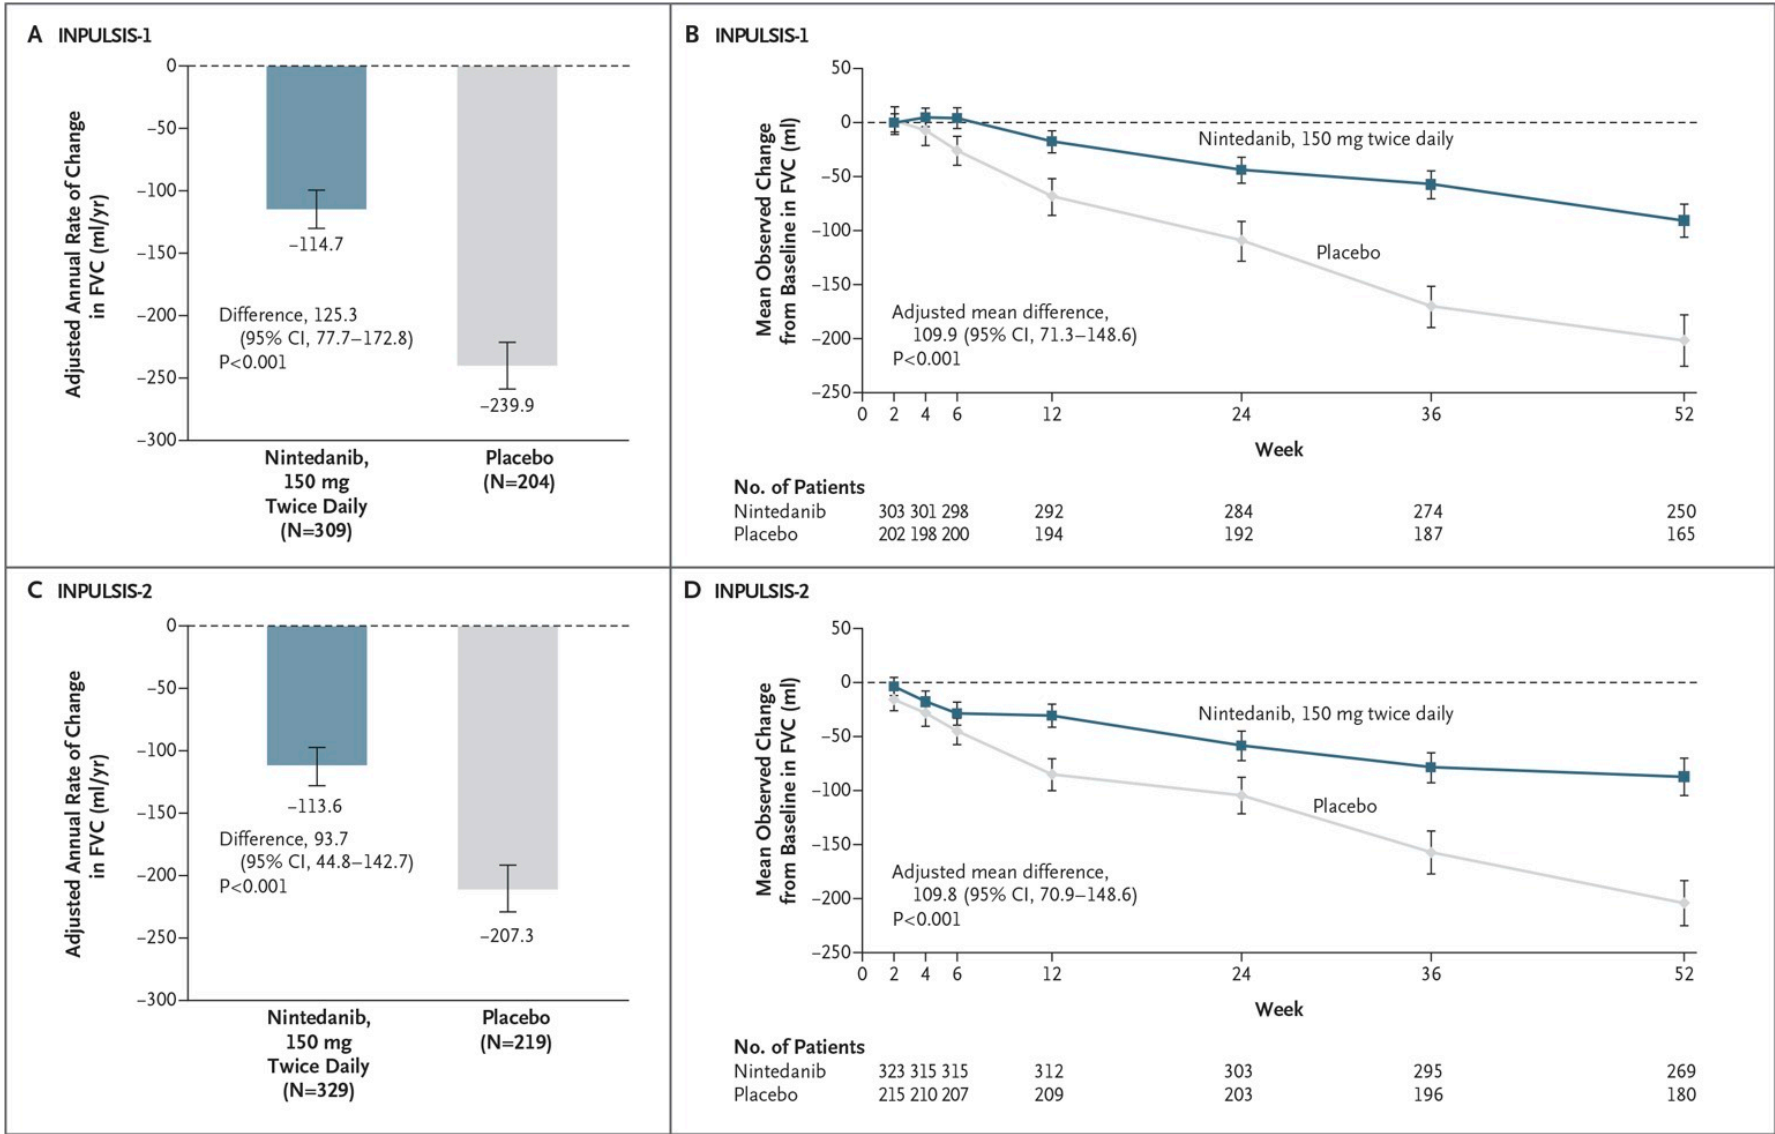 A INPULSIS-1
Adjusted Annual Rate of Change
in FVC (ml/yr)
0
−50
−100
−150
−200
−250
−300
−114.7
−239.9
Difference, 125.3
(95% CI, 77.7–172.8)
P<0.001
Nintedanib,
150 mg
Twice Daily
(N=309)
Placebo
(N=204)
B INPULSIS-1
Mean Observed Change
from Baseline in FVC (ml)
50
0
−50
−100
−150
−200
−250
Nintedanib, 150 mg twice daily
Placebo
Adjusted mean difference,
109.9 (95% CI, 71.3–148.6)
P<0.001
0 2 4 6 12 24 36 52
Week
No. of Patients
Nintedanib 303 301 298 292 284 274 250
Placebo 202 198 200 194 192 187 165
C INPULSIS-2
Adjusted Annual Rate of Change
in FVC (ml/yr)
0
−50
−100
−150
−200
−250
−300
−113.6
−207.3
Difference, 93.7
(95% CI, 44.8–142.7)
P<0.001
Nintedanib,
150 mg
Twice Daily
(N=329)
Placebo
(N=219)
D INPULSIS-2
Mean Observed Change
from Baseline in FVC (ml)
50
0
−50
−100
−150
−200
−250
Nintedanib, 150 mg twice daily
Placebo
Adjusted mean difference,
109.8 (95% CI, 70.9–148.6)
P<0.001
0 2 4 6 12 24 36 52
Week
No. of Patients
Nintedanib 323 315 315 312 303 295 269
Placebo 215 210 207 209 203 196 180